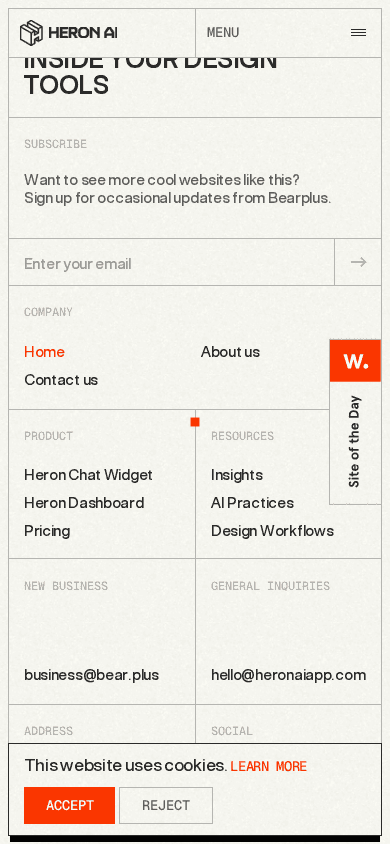 HERON AI
MENU
INSIDE YOUR DESIGN
TOOLS
SUBSCRIBE
Want to see more cool websites like this?
Sign up for occasional updates from Bearplus.
Enter your email
COMPANY
Home
About us
Contact us
W.
Site of the Day
PRODUCT
Heron Chat Widget
Heron Dashboard
Pricing
RESOURCES
Insights
AI Practices
Design Workflows
NEW BUSINESS
business@bear.plus
GENERAL INQUIRIES
hello@heronaiapp.com
ADDRESS
SOCIAL
This website uses cookies. LEARN MORE
ACCEPT
REJECT